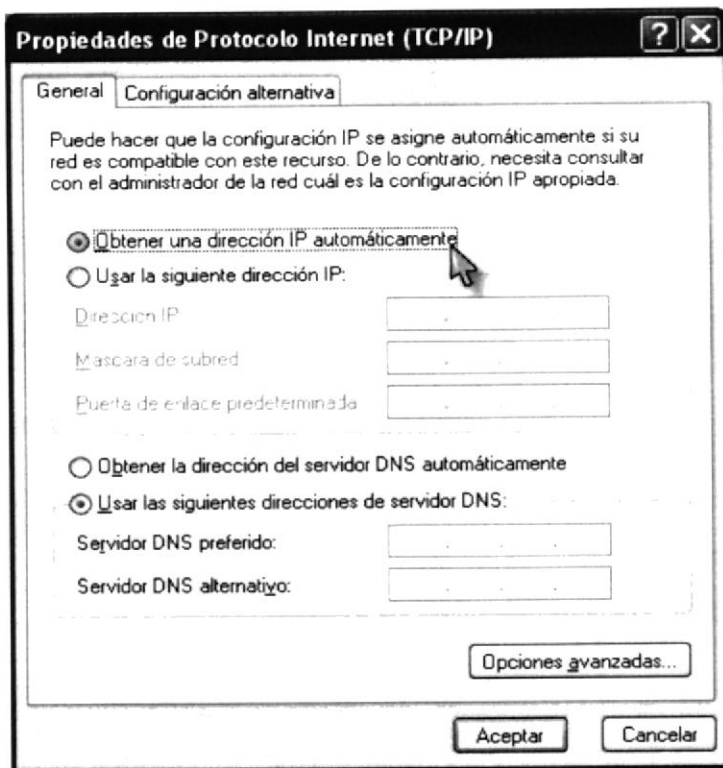 Propiedades de Protocolo Internet (TCP/IP)
General
Configuración alternativa
Puede hacer que la configuración IP se asigne automáticamente si su
red es compatible con este recurso. De lo contrario, necesita consultar
con el administrador de la red cuál es la configuración IP apropiada.
Obtener una dirección IP automáticamente
Usar la siguiente dirección IP:
Dirección IP
Máscara de subred
Puerta de enlace predeterminada
Obtener la dirección del servidor DNS automáticamente
Usar las siguientes direcciones de servidor DNS:
Servidor DNS preferido:
Servidor DNS alternativo:
Opciones avanzadas...
Aceptar
Cancelar